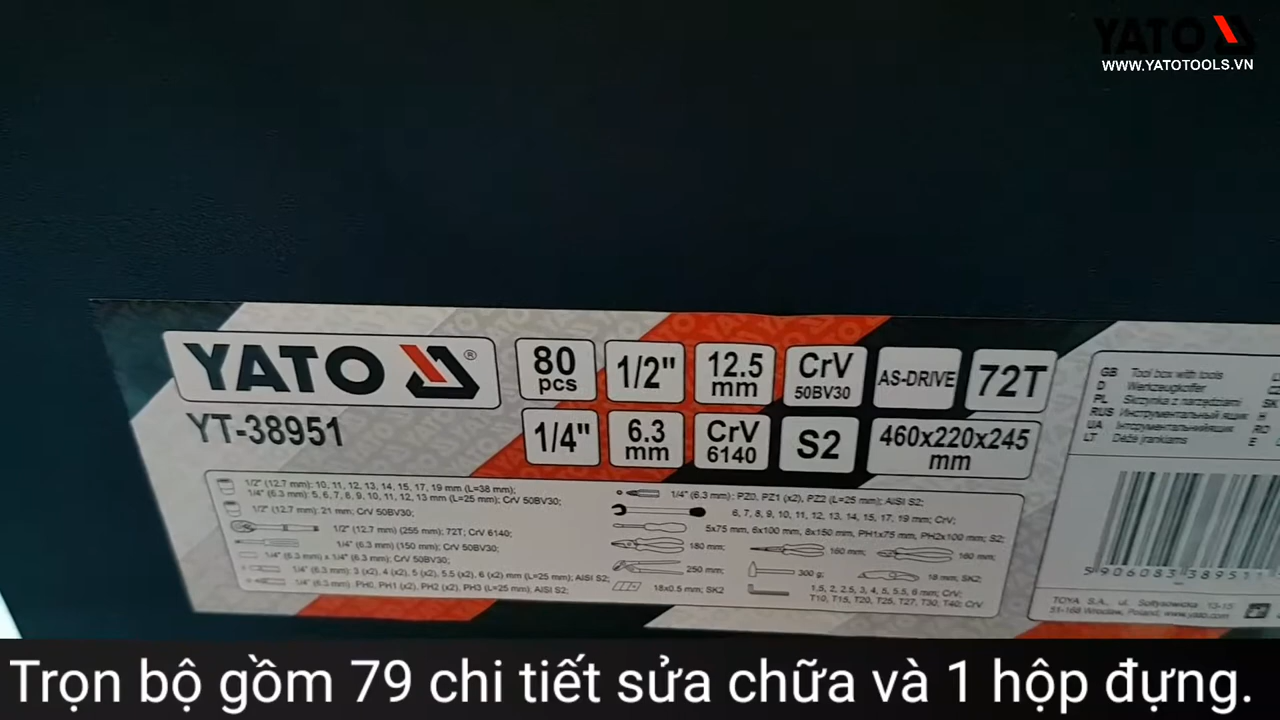 YATO
WWW.YATOTOOLS.VN
YATO ®
80 pcs
1/2"
12.5 mm
CrV 50BV30
AS-DRIVE
72T
YT-38951
1/4"
6.3 mm
CrV 6140
S2
460x220x245 mm
1/2" (12.7 mm): 10, 11, 12, 13, 14, 15, 17, 19 mm (L=38 mm);
1/4" (6.3 mm): 5, 6, 7, 8, 9, 10, 11, 12, 13 mm (L=25 mm); CrV 50BV30;
1/2" (12.7 mm): 21 mm; CrV 50BV30;
1/2" (12.7 mm) (255 mm); 72T; CrV 6140;
1/4" (6.3 mm) (150 mm); CrV 50BV30;
1/4" (6.3 mm) x 1/4" (6.3 mm); CrV 50BV30;
1/4" (6.3 mm): 3 (x2), 4 (x2), 5 (x2), 5.5 (x2), 6 (x2) mm (L=25 mm); AISI S2;
1/4" (6.3 mm): PH0, PH1 (x2), PH2 (x2), PH3 (L=25 mm), AISI S2;
1/4" (6.3 mm): PZ0, PZ1 (x2), PZ2 (L=25 mm); AISI S2;
6, 7, 8, 9, 10, 11, 12, 13, 14, 15, 17, 19 mm; CrV;
5x75 mm, 6x100 mm, 8x150 mm, PH1x75 mm, PH2x100 mm; S2;
180 mm;
160 mm;
160 mm;
250 mm;
300 g;
18 mm, SK2;
18x0.5 mm; SK2
1,5, 2, 2.5, 3, 4, 5, 5.5, 6 mm; CrV;
T10, T15, T20, T25, T27, T30, T40; CrV
GB Tool box with tools
D Werkzeugkoffer
PL Skrzynka z narzędziami
RUS Инструментальный ящик
UA Інструментальний ящик
LT Dėžė įrankiams
SK
H
RO
E
5 906083 38951
TOYA S.A., ul. Sołtysowicka 13-15
51-168 Wrocław, Poland, www.yato.com
Trọn bộ gồm 79 chi tiết sửa chữa và 1 hộp đựng.